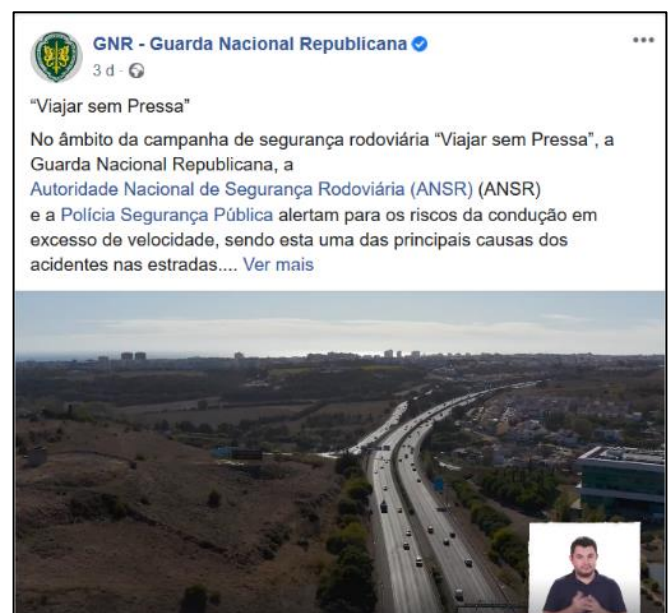 GNR - Guarda Nacional Republicana
3 d ·
“Viajar sem Pressa”
No âmbito da campanha de segurança rodoviária “Viajar sem Pressa”, a
Guarda Nacional Republicana, a
Autoridade Nacional de Segurança Rodoviária (ANSR) (ANSR)
e a Polícia Segurança Pública alertam para os riscos da condução em
excesso de velocidade, sendo esta uma das principais causas dos
acidentes nas estradas.... Ver mais